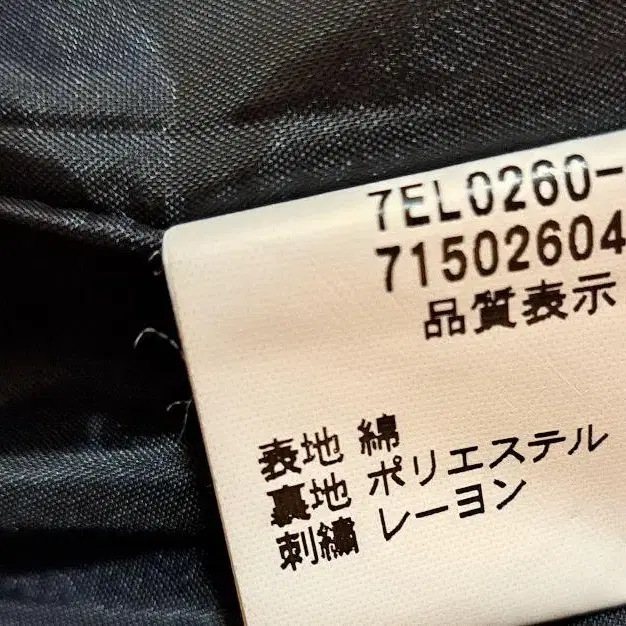 7EL0260-
71502604
品質表示
表地 綿
裏地 ポリエステル
刺繍 レーヨン